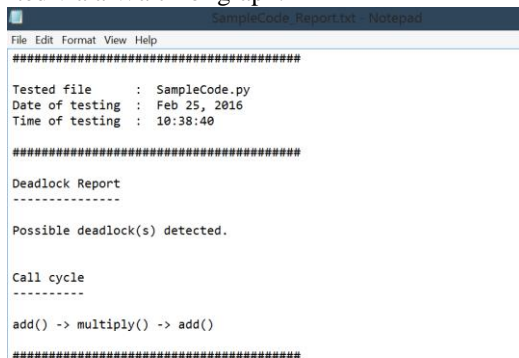 SampleCode_Report.txt - Notepad
File Edit Format View Help
########################################
Tested file : SampleCode.py
Date of testing : Feb 25, 2016
Time of testing : 10:38:40
########################################
Deadlock Report
---------------
Possible deadlock(s) detected.
Call cycle
----------
add() -> multiply() -> add()
########################################